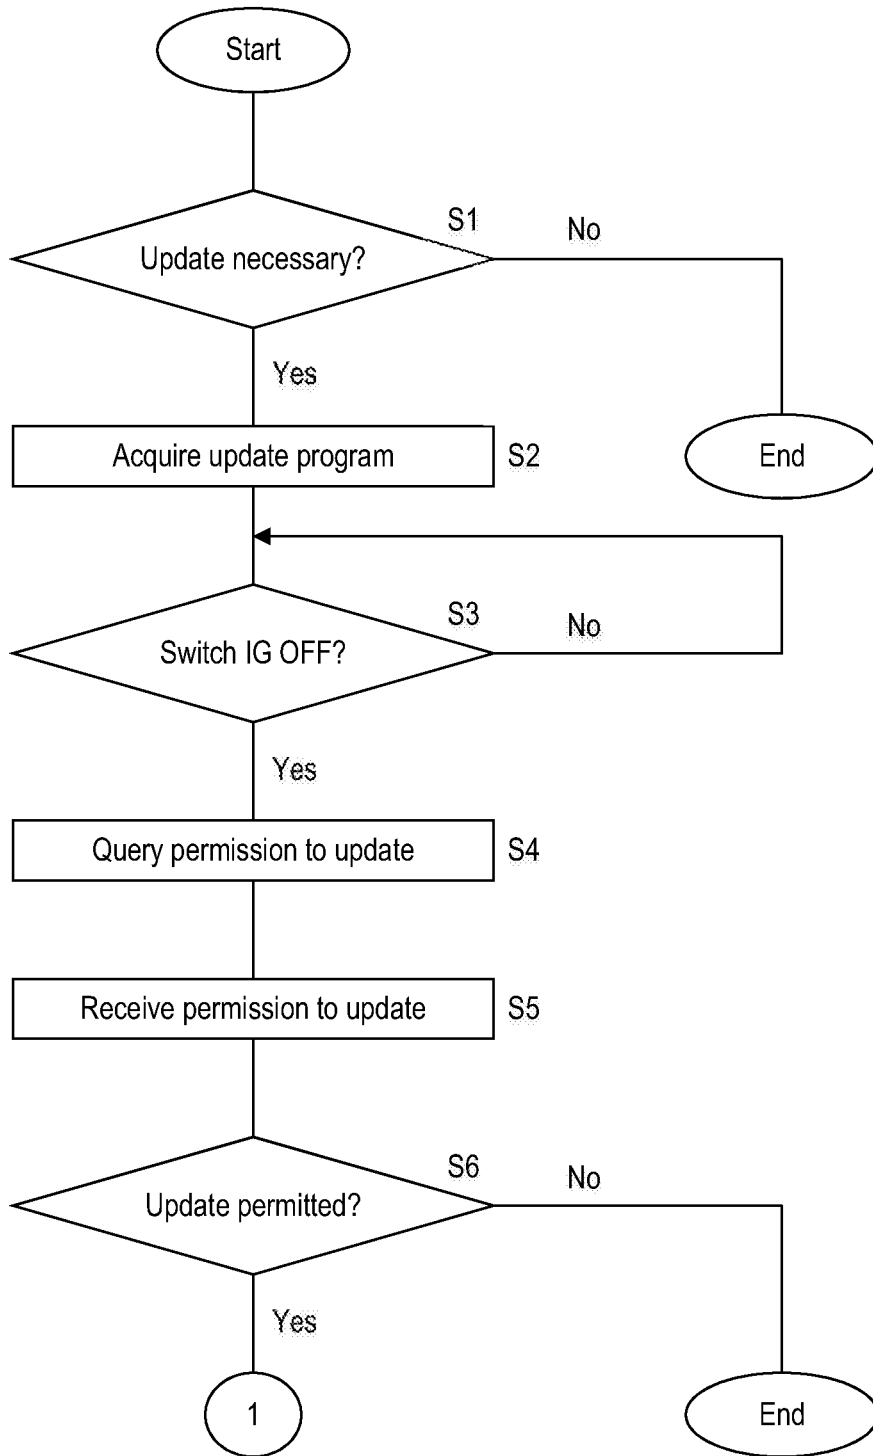 Start
S1
No
Update necessary?
Yes
Acquire update program
S2
End
S3
No
Switch IG OFF?
Yes
Query permission to update
S4
Receive permission to update
S5
S6
No
Update permitted?
Yes
1
End